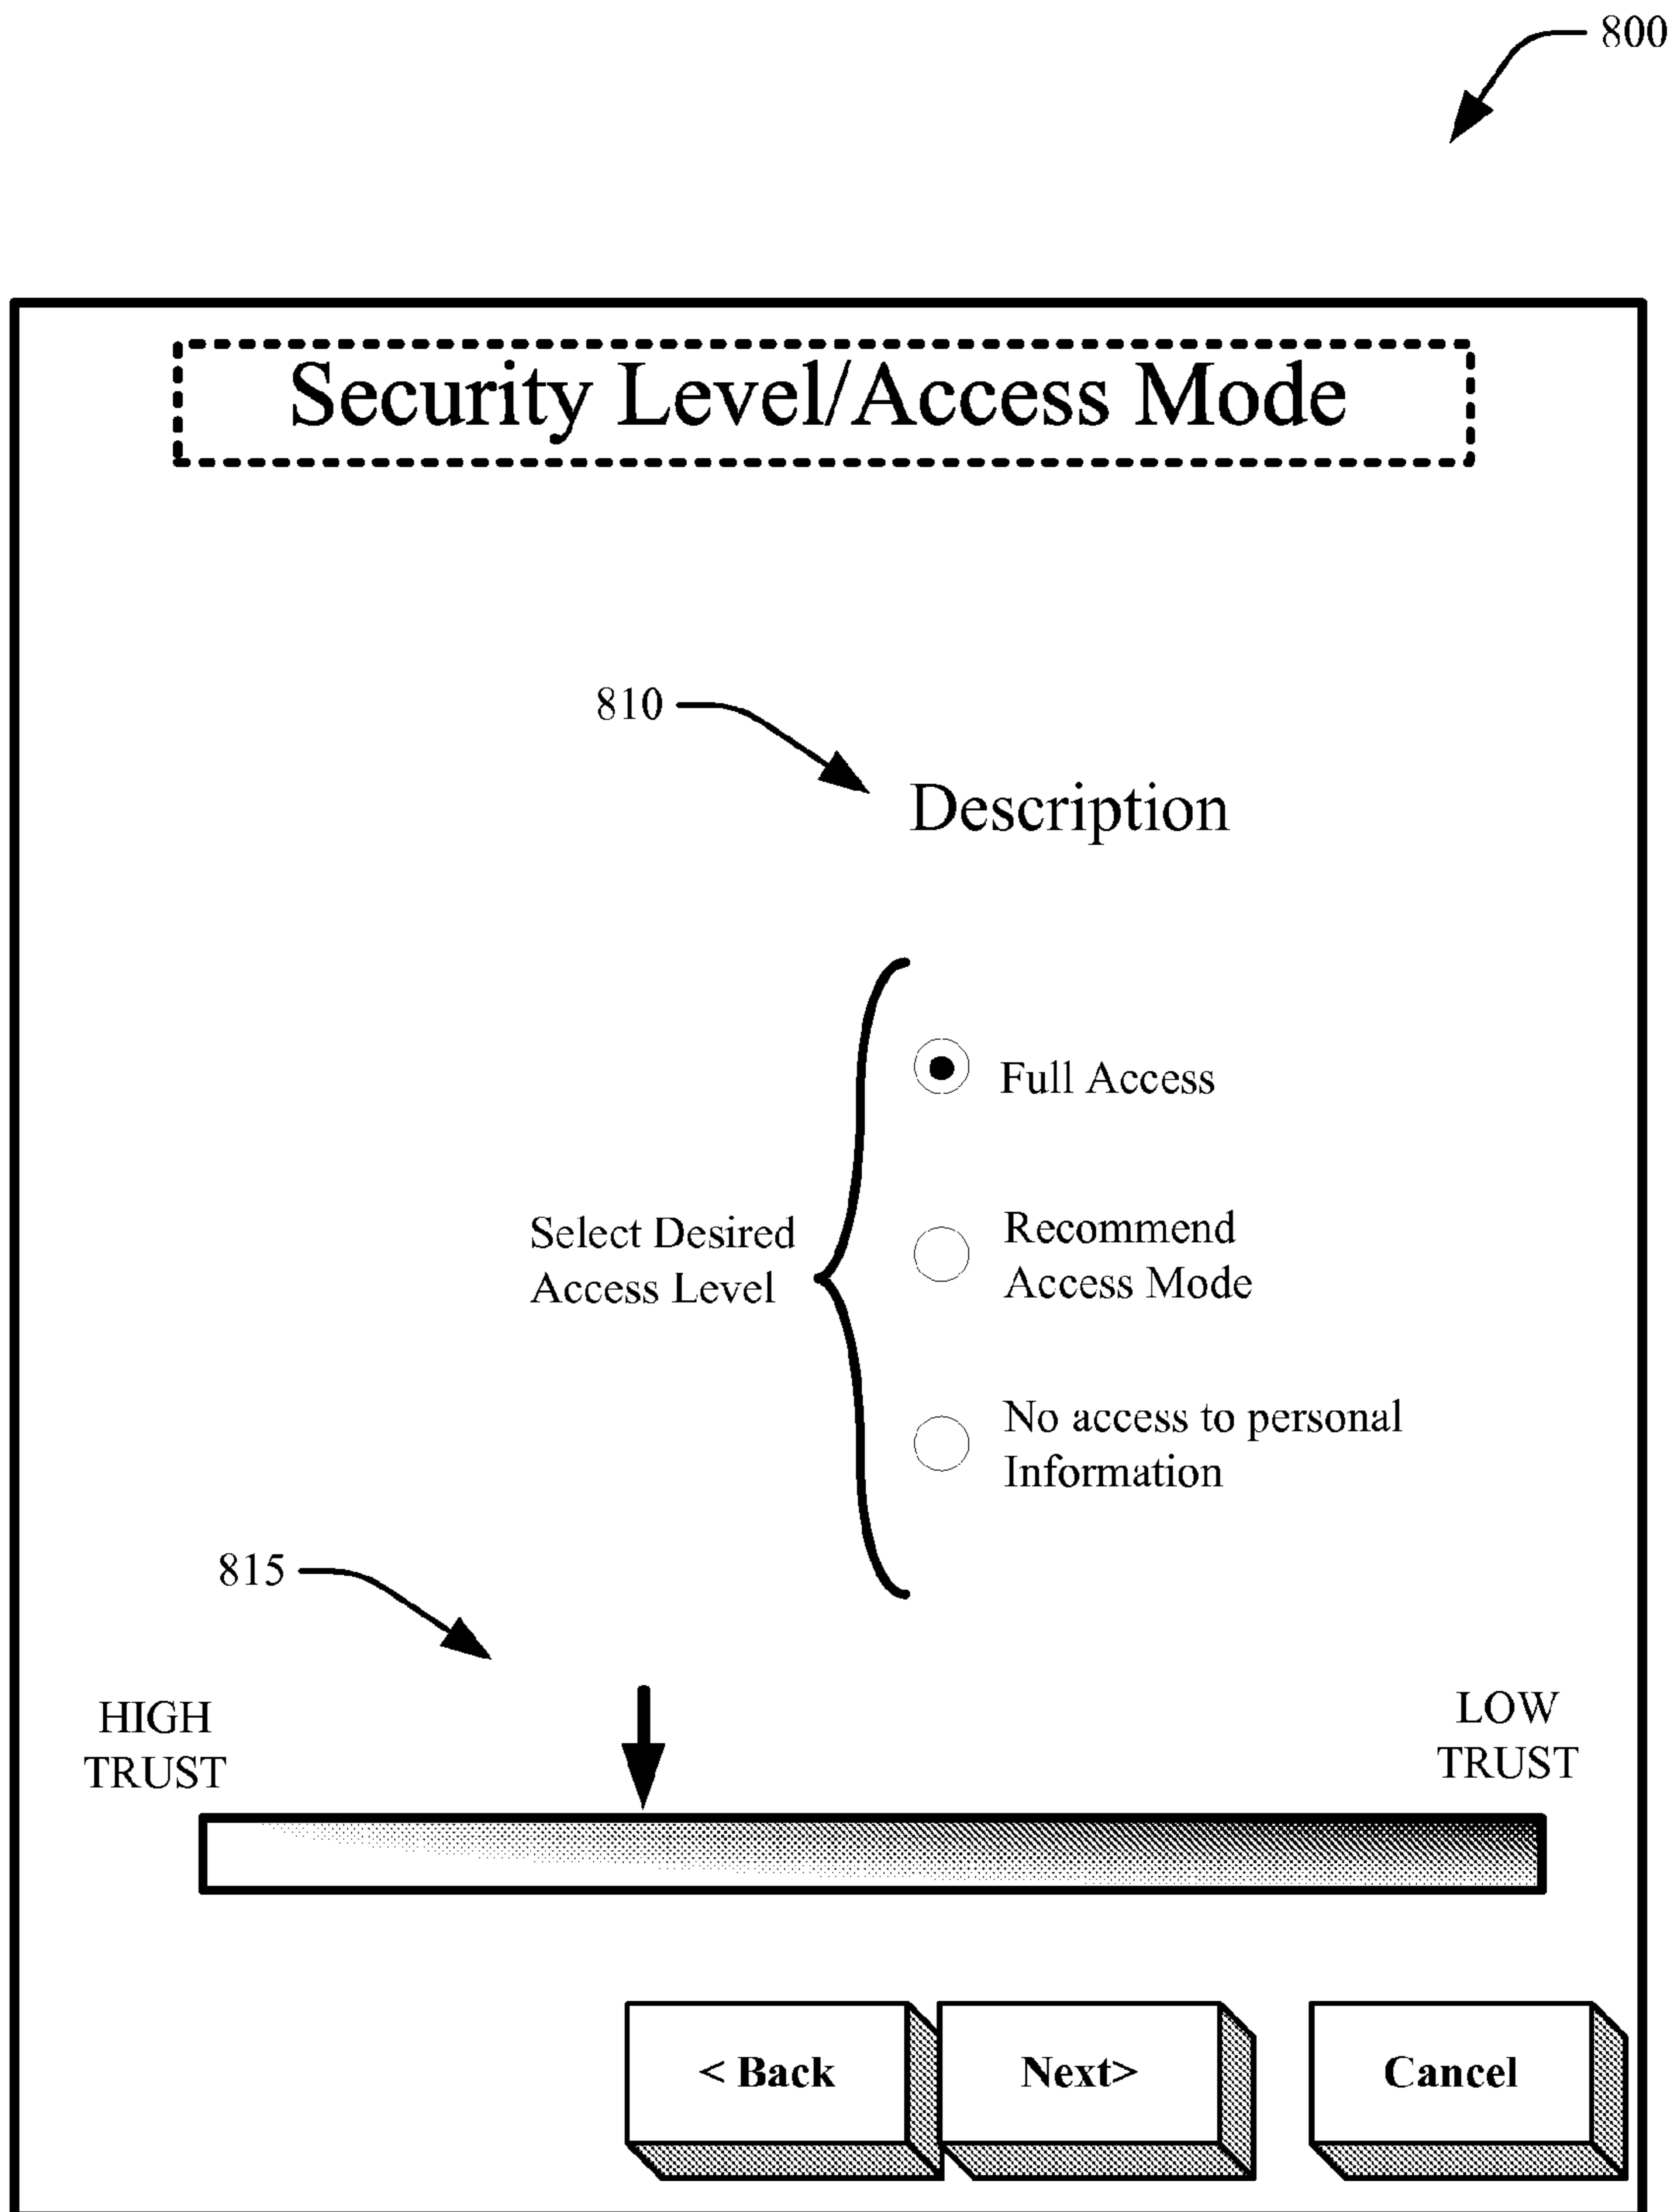 800
Security Level/Access Mode
810
Description
Full Access
Select Desired
Access Level
Recommend
Access Mode
No access to personal
Information
815
HIGH
TRUST
LOW
TRUST
< Back
Next>
Cancel